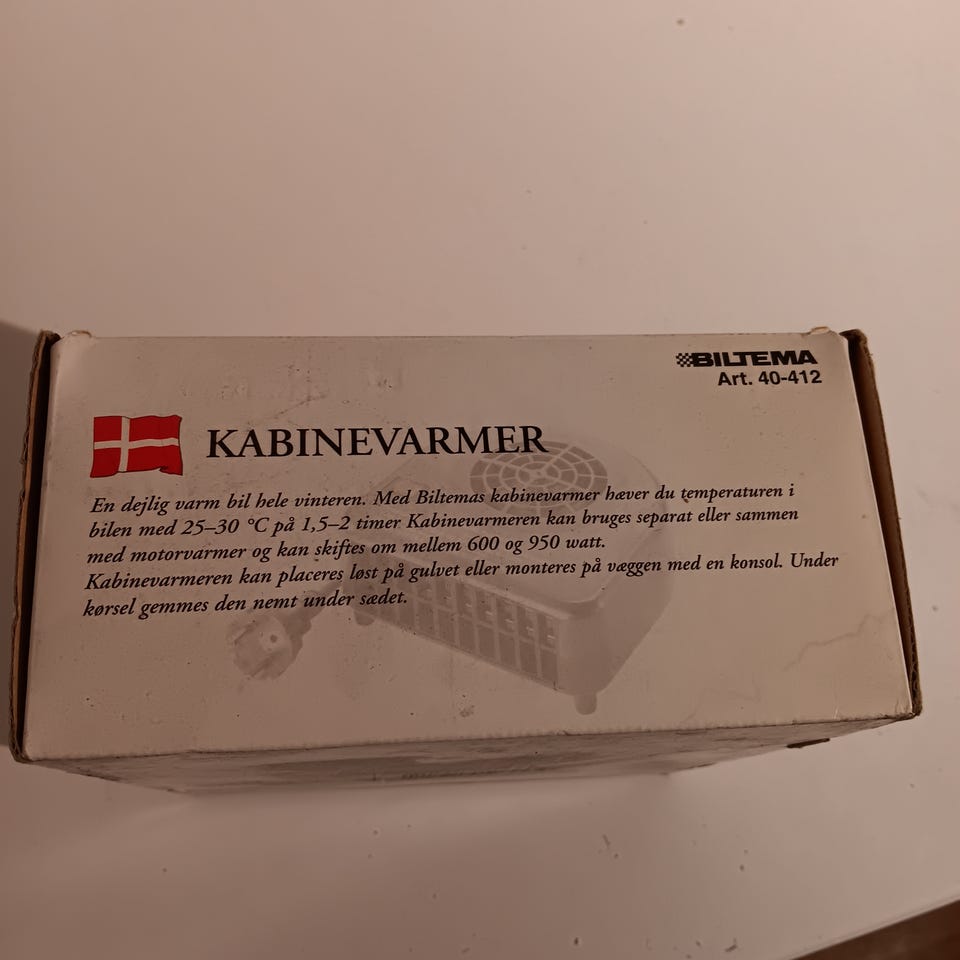 BILTEMA
Art. 40-412
KABINEVARMER
En dejlig varm bil hele vinteren. Med Biltemas kabinevarmer hæver du temperaturen i
bilen med 25–30 °C på 1,5–2 timer Kabinevarmeren kan bruges separat eller sammen
med motorvarmer og kan skiftes om mellem 600 og 950 watt.
Kabinevarmeren kan placeres løst på gulvet eller monteres på væggen med en konsol. Under
kørsel gemmes den nemt under sædet.